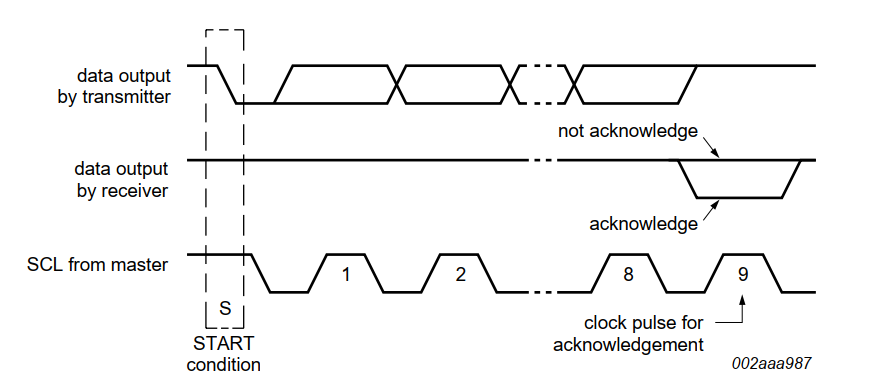 data output
by transmitter
not acknowledge
data output
by receiver
acknowledge
SCL from master
1
2
8
9
S
START
condition
clock pulse for
acknowledgement
002aaa987